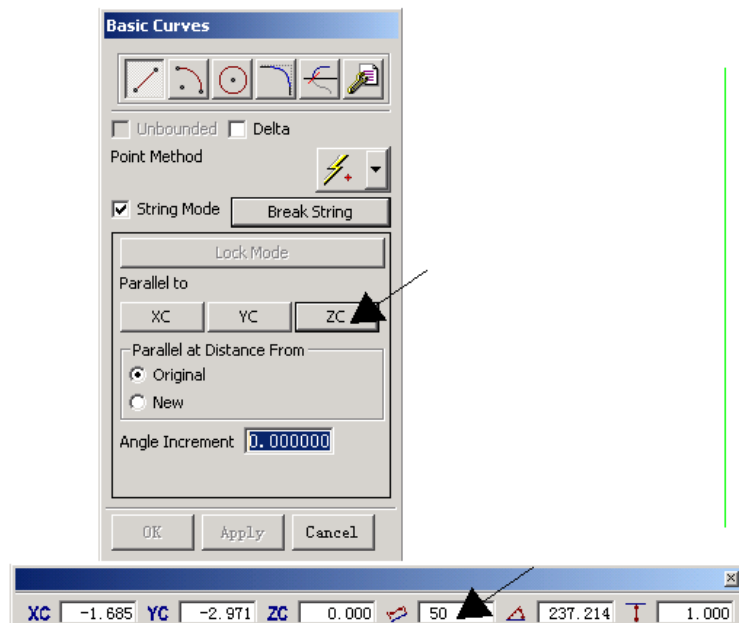 Basic Curves
Unbounded Delta
Point Method
String Mode Break String
Lock Mode
Parallel to
XC YC ZC
Parallel at Distance From
Original
New
Angle Increment 0.000000
OK Apply Cancel
XC -1.685 YC -2.971 ZC 0.000 50 237.214 1.000